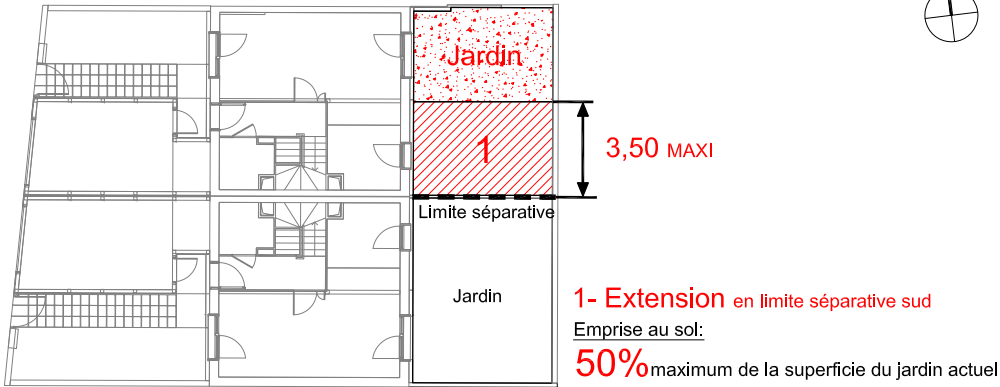 Jardin
1
3,50 MAXI
Limite séparative
Jardin
1- Extension en limite séparative sud
Emprise au sol:
50% maximum de la superficie du jardin actuel